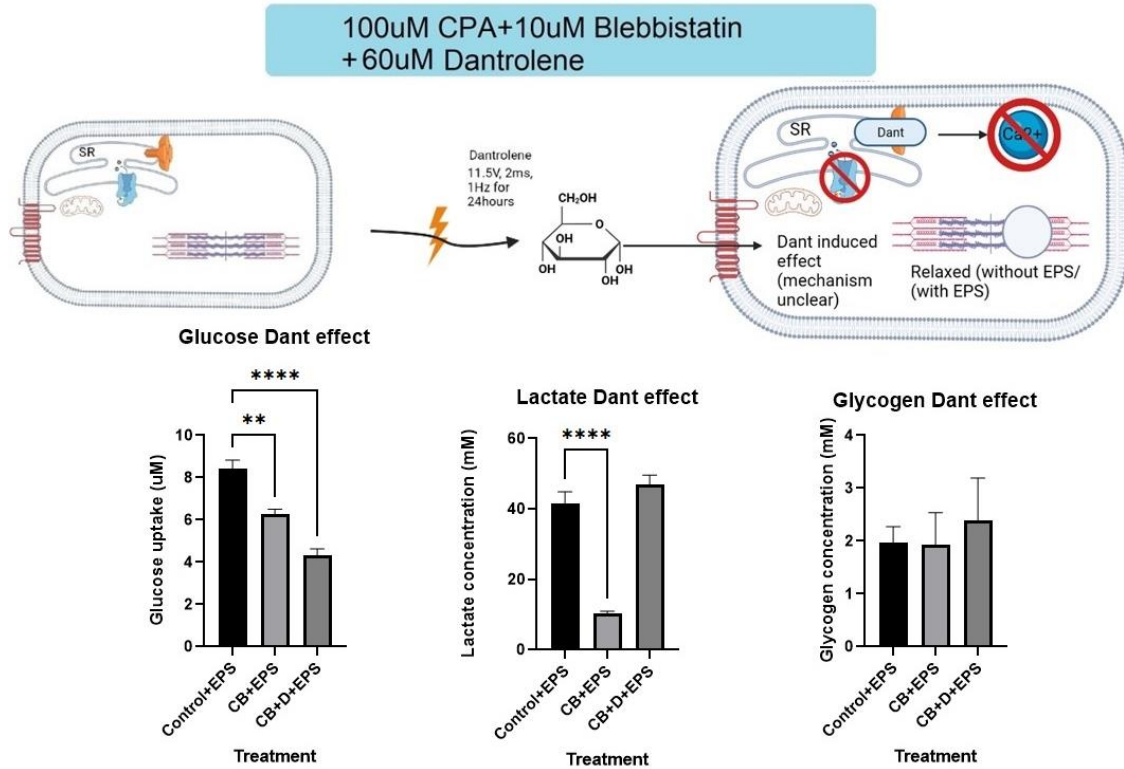 100uM CPA+10uM Blebbistatin
+ 60uM Dantrolene
SR
Dantrolene
11.5V, 2ms,
1Hz for
24hours
CH₂OH
O
OH
OH
OH
OH
SR
Dant
Ca2+
Dant induced
effect
(mechanism
unclear)
Relaxed (without EPS/
(with EPS)
Glucose Dant effect
****
**
Glucose uptake (uM)
10
8
6
4
2
0
Control+EPS
CB+EPS
CB+D+EPS
Treatment
Lactate Dant effect
****
Lactate concentration (mM)
60
40
20
0
Control+EPS
CB+EPS
CB+D+EPS
Treatment
Glycogen Dant effect
Glycogen concentration (mM)
4
3
2
1
0
Control+EPS
CB+EPS
CB+D+EPS
Treatment